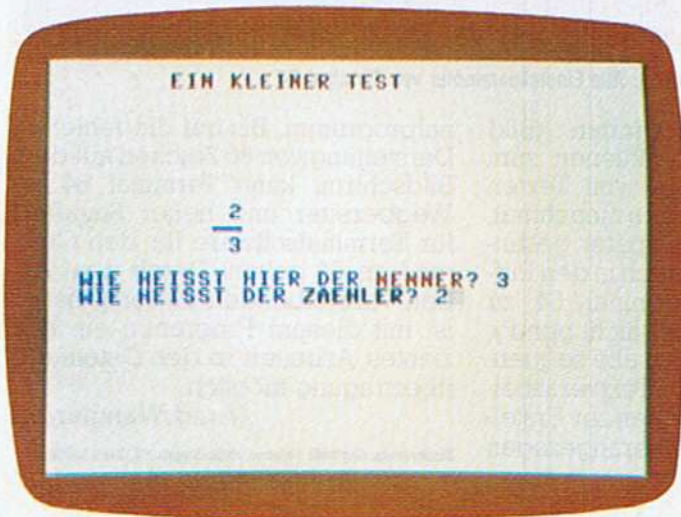 EIN KLEINER TEST
2
3
WIE HEISST HIER DER NENNER? 3
WIE HEISST DER ZAEHLER? 2